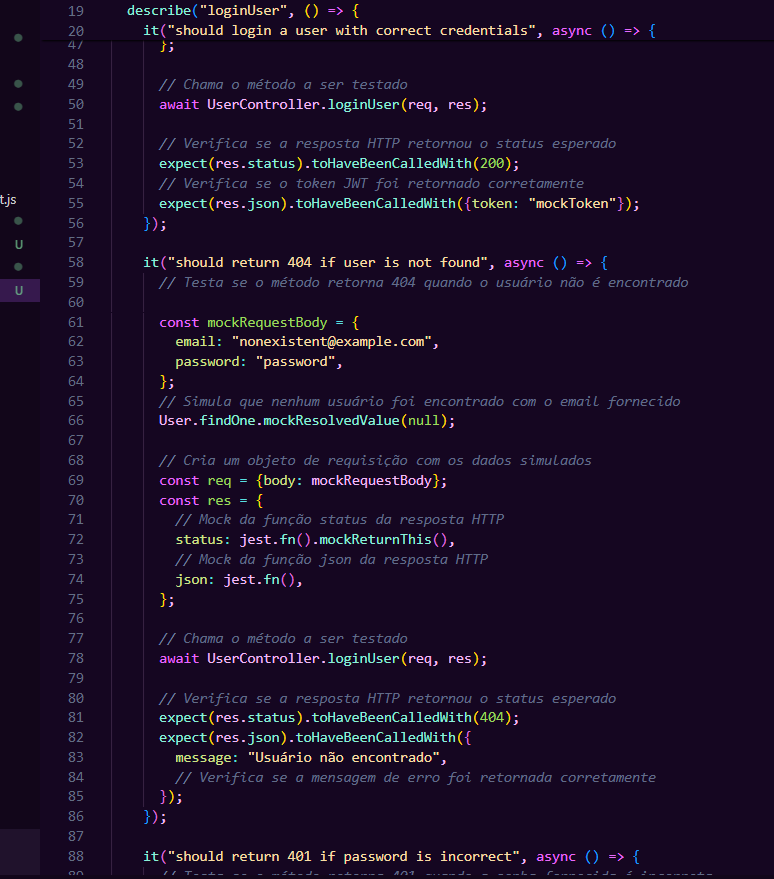 19 describe("loginUser", () => {
20 it("should login a user with correct credentials", async () => {
47 };
48
49 // Chama o método a ser testado
50 await UserController.loginUser(req, res);
51
52 // Verifica se a resposta HTTP retornou o status esperado
53 expect(res.status).toHaveBeenCalledWith(200);
54 // Verifica se o token JWT foi retornado corretamente
55 expect(res.json).toHaveBeenCalledWith({token: "mockToken"});
56 });
57
58 it("should return 404 if user is not found", async () => {
59 // Testa se o método retorna 404 quando o usuário não é encontrado
60
61 const mockRequestBody = {
62 email: "nonexistent@example.com",
63 password: "password",
64 };
65 // Simula que nenhum usuário foi encontrado com o email fornecido
66 User.findOne.mockResolvedValue(null);
67
68 // Cria um objeto de requisição com os dados simulados
69 const req = {body: mockRequestBody};
70 const res = {
71 // Mock da função status da resposta HTTP
72 status: jest.fn().mockReturnThis(),
73 // Mock da função json da resposta HTTP
74 json: jest.fn(),
75 };
76
77 // Chama o método a ser testado
78 await UserController.loginUser(req, res);
79
80 // Verifica se a resposta HTTP retornou o status esperado
81 expect(res.status).toHaveBeenCalledWith(404);
82 expect(res.json).toHaveBeenCalledWith({
83 message: "Usuário não encontrado",
84 // Verifica se a mensagem de erro foi retornada corretamente
85 });
86 });
87
88 it("should return 401 if password is incorrect", async () => {
89 // Testa se o método retorna 401 quando a senha fornecida é incorreta
t.js
U
U